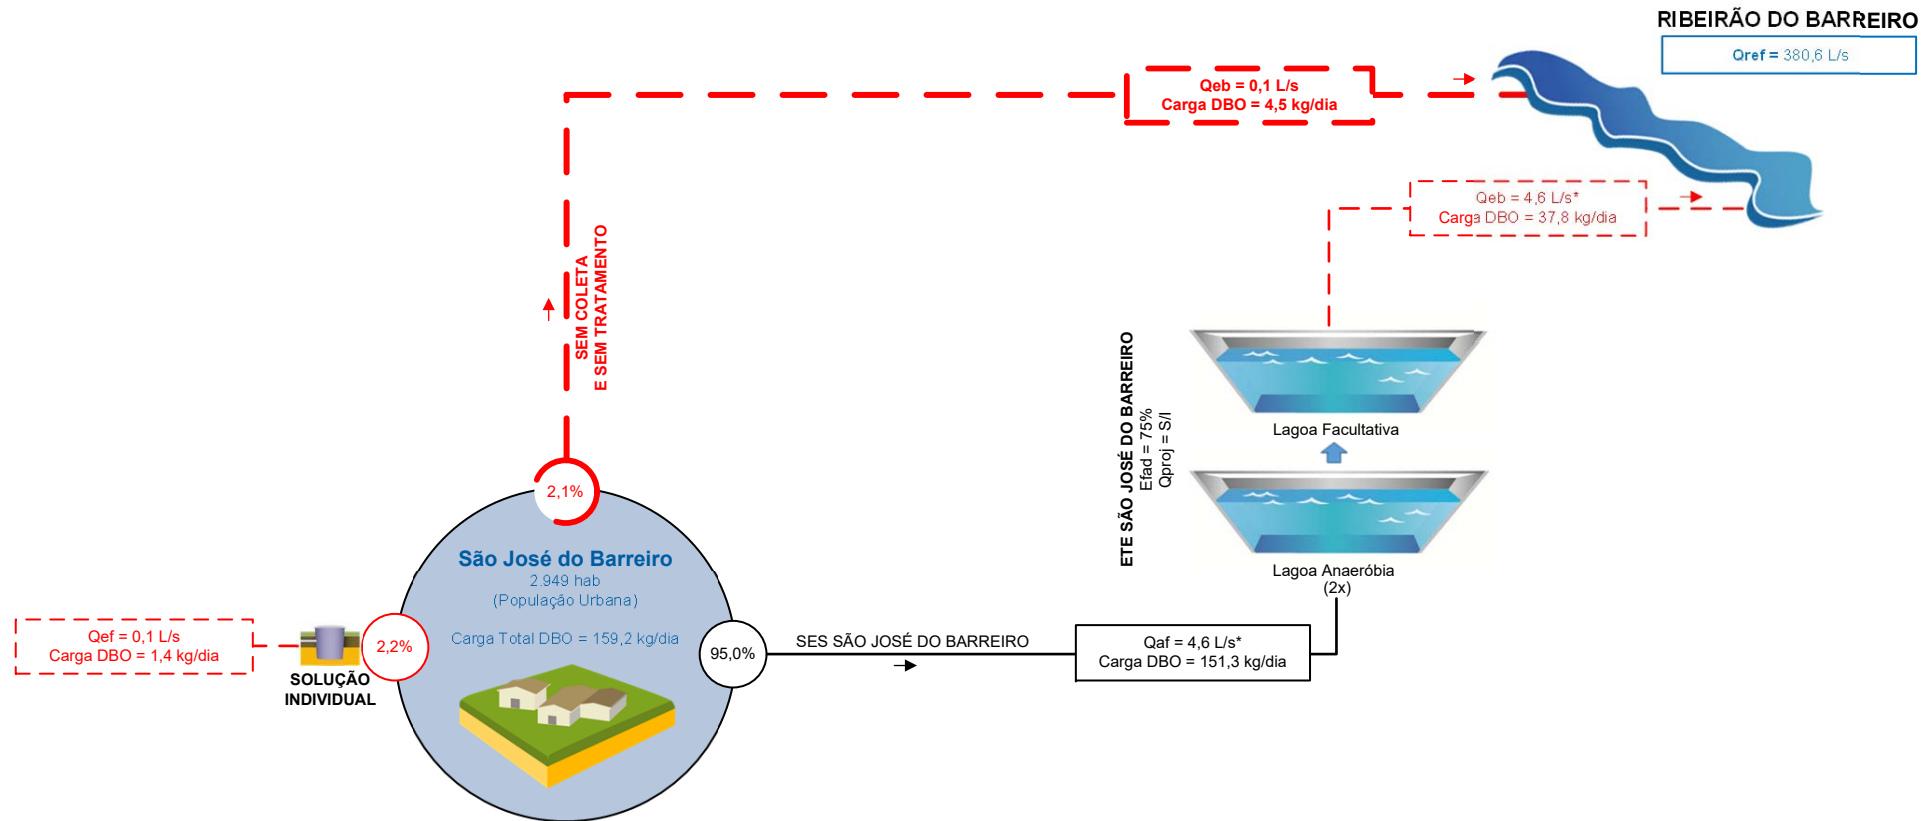 RIBEIRÃO DO BARREIRO
Qref = 380,6 L/s
Qeb = 0,1 L/s
Carga DBO = 4,5 kg/dia
Qeb = 4,6 L/s*
Carga DBO = 37,8 kg/dia
SEM COLETA
E SEM TRATAMENTO
ETE SÃO JOSÉ DO BARREIRO
Efad = 75%
Qproj = S/I
Lagoa Facultativa
Lagoa Anaeróbia
(2x)
2,1%
São José do Barreiro
2.949 hab
(População Urbana)
Carga Total DBO = 159,2 kg/dia
Qef = 0,1 L/s
Carga DBO = 1,4 kg/dia
SOLUÇÃO
INDIVIDUAL
2,2%
95,0%
SES SÃO JOSÉ DO BARREIRO
Qaf = 4,6 L/s*
Carga DBO = 151,3 kg/dia